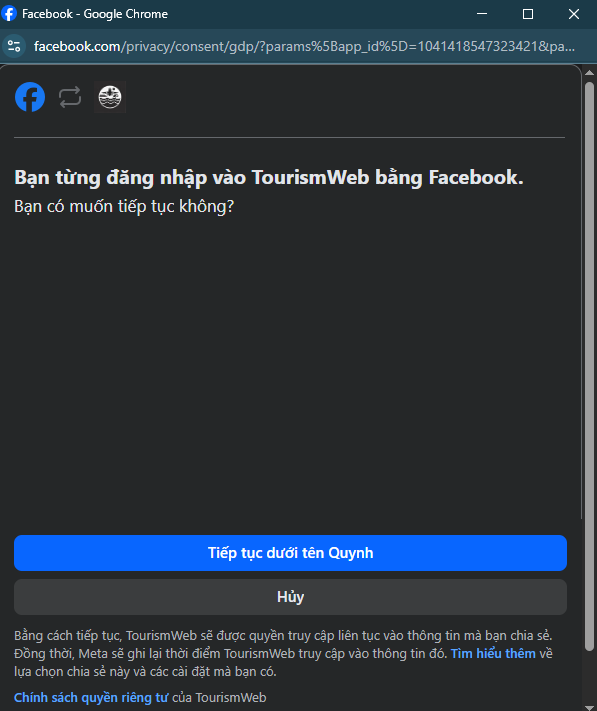 Facebook - Google Chrome
facebook.com/privacy/consent/gdp/?params%5Bapp_id%5D=1041418547323421&pa...
Bạn từng đăng nhập vào TourismWeb bằng Facebook.
Bạn có muốn tiếp tục không?
Tiếp tục dưới tên Quynh
Hủy
Bằng cách tiếp tục, TourismWeb sẽ được quyền truy cập liên tục vào thông tin mà bạn chia sẻ.
Đồng thời, Meta sẽ ghi lại thời điểm TourismWeb truy cập vào thông tin đó. Tìm hiểu thêm về
lựa chọn chia sẻ này và các cài đặt mà bạn có.
Chính sách quyền riêng tư của TourismWeb